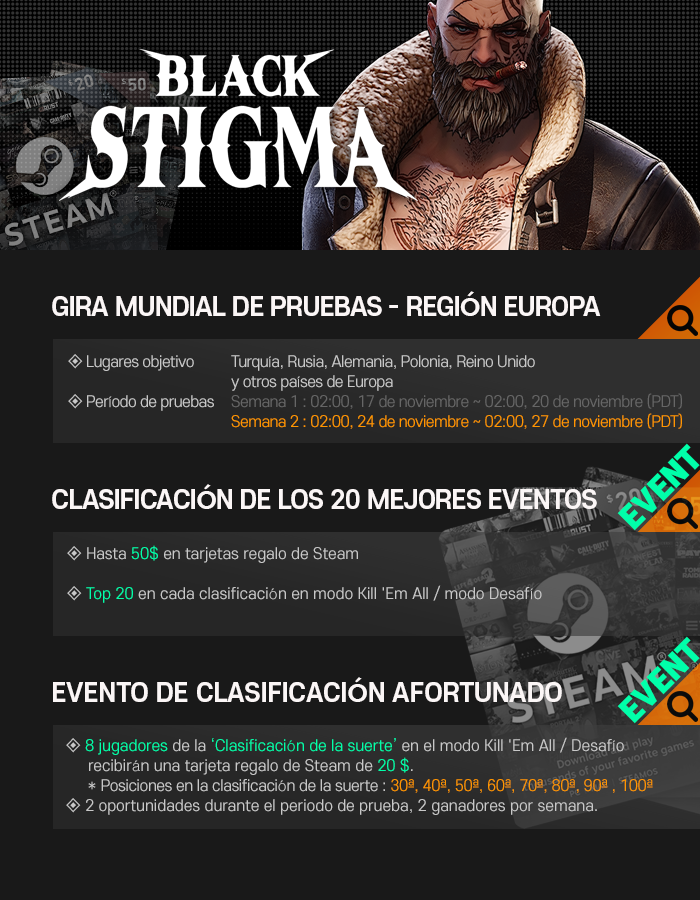 BLACK
STIGMA
$20 $50
STEAM
GIRA MUNDIAL DE PRUEBAS - REGIÓN EUROPA
Lugares objetivo Turquía, Rusia, Alemania, Polonia, Reino Unido
y otros países de Europa
Período de pruebas Semana 1 : 02:00, 17 de noviembre ~ 02:00, 20 de noviembre (PDT)
Semana 2 : 02:00, 24 de noviembre ~ 02:00, 27 de noviembre (PDT)
EVENT
CLASIFICACIÓN DE LOS 20 MEJORES EVENTOS
Hasta 50$ en tarjetas regalo de Steam
Top 20 en cada clasificación en modo Kill 'Em All / modo Desafío
STEAM
EVENT
EVENTO DE CLASIFICACIÓN AFORTUNADO
8 jugadores de la 'Clasificación de la suerte' en el modo Kill 'Em All / Desafío
recibirán una tarjeta regalo de Steam de 20 $.
* Posiciones en la clasificación de la suerte : 30ª, 40ª, 50ª, 60ª, 70ª, 80ª, 90ª , 100ª
2 oportunidades durante el periodo de prueba, 2 ganadores por semana.